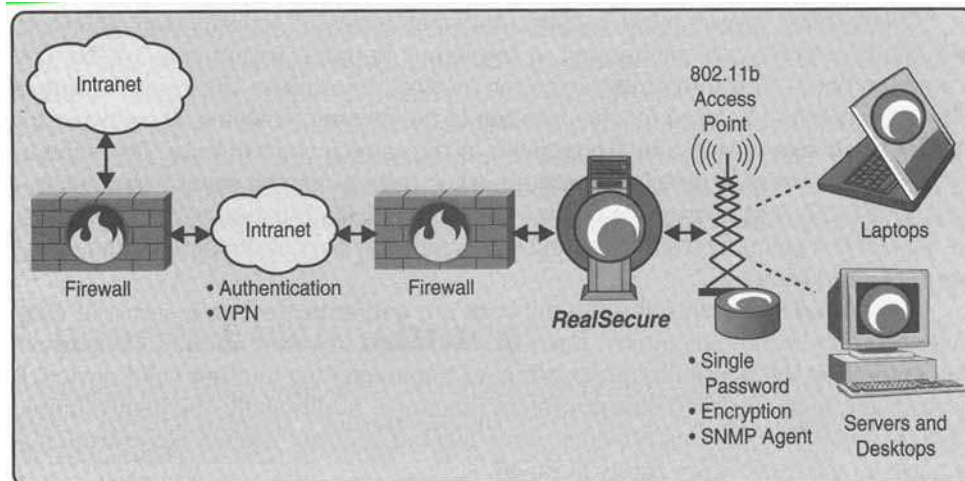 Intranet
Firewall
Intranet
• Authentication
• VPN
Firewall
RealSecure
802.11b
Access
Point
• Single
Password
• Encryption
• SNMP Agent
Laptops
Servers and
Desktops